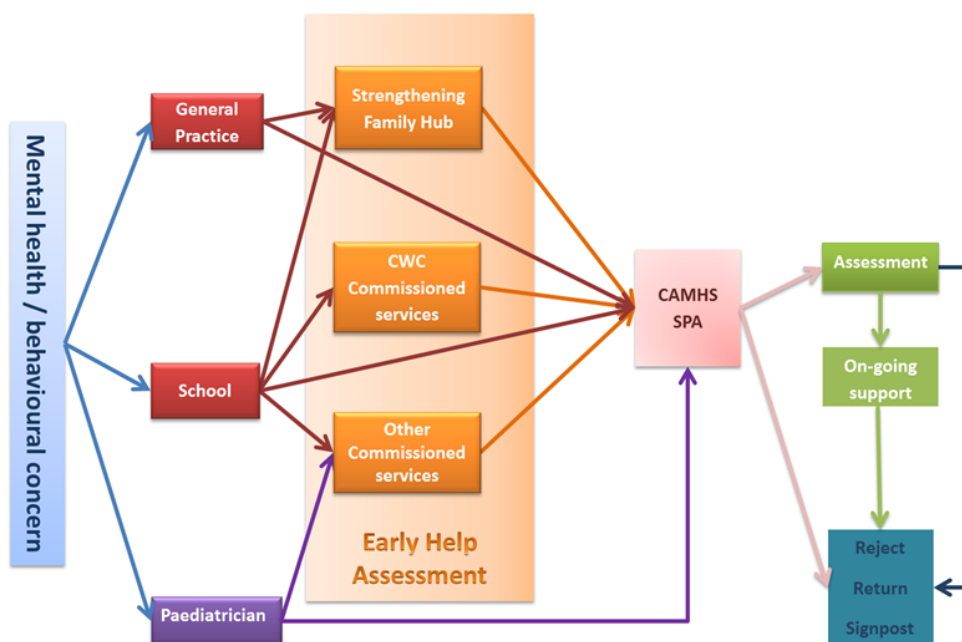 Mental health / behavioural concern
General
Practice
School
Paediatrician
Strengthening
Family Hub
CWC
Commissioned
services
Other
Commissioned
services
Early Help
Assessment
CAMHS
SPA
Assessment
On-going
support
Reject
Return
Signpost